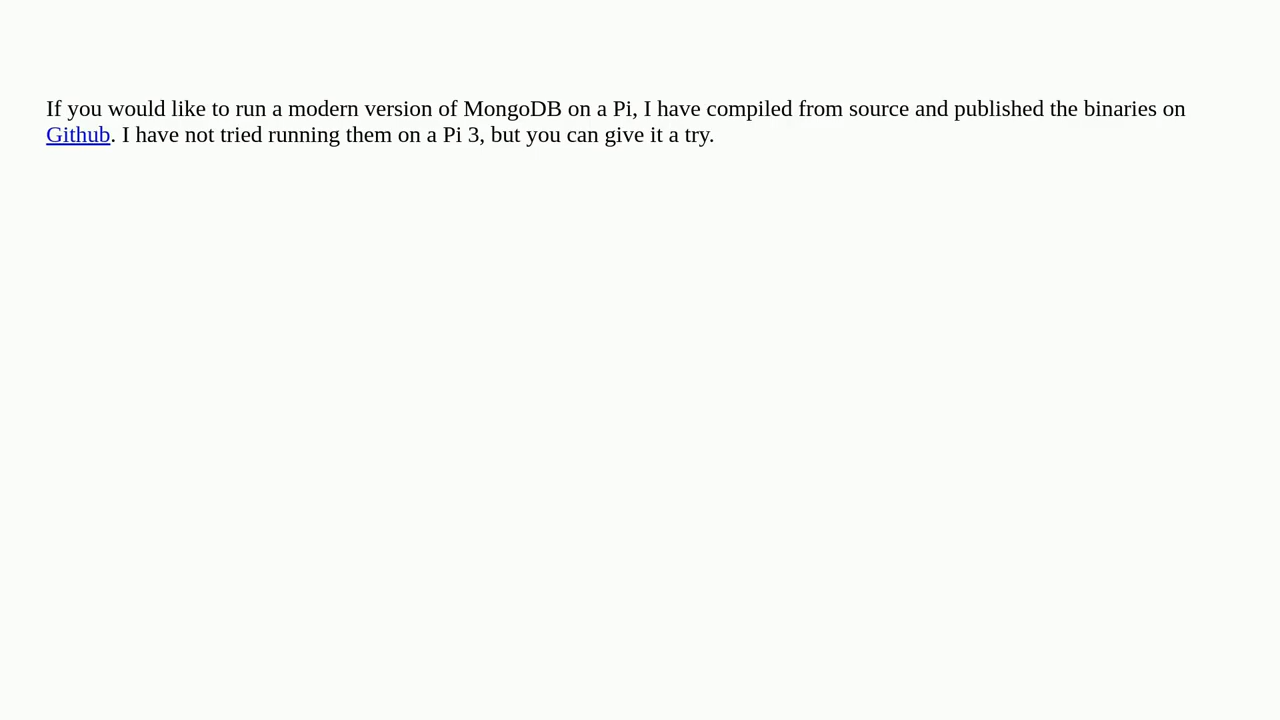 If you would like to run a modern version of MongoDB on a Pi, I have compiled from source and published the binaries on
Github. I have not tried running them on a Pi 3, but you can give it a try.